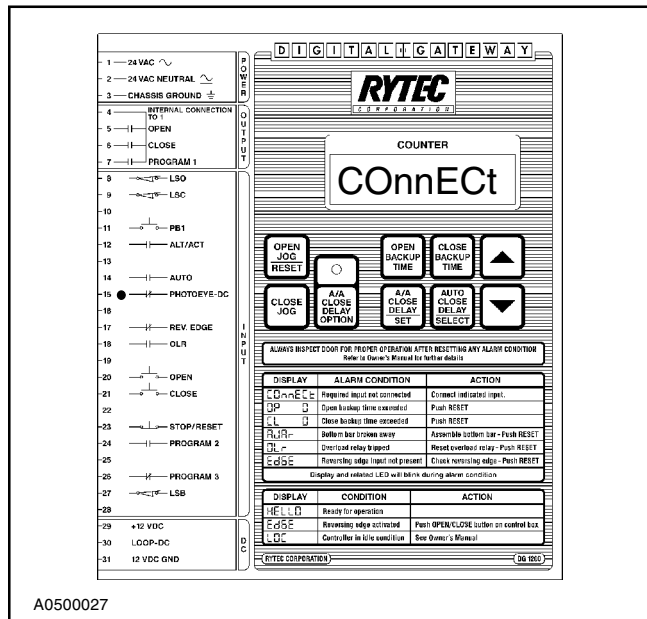 DIGITAL GATEWAY
1 24 VAC
2 24 VAC NEUTRAL
3 CHASSIS GROUND
POWER
4 INTERNAL CONNECTION
TO 1
5 OPEN
6 CLOSE
7 PROGRAM 1
OUTPUT
8 LSO
9 LSC
10
11 PB1
12 ALT/ACT
13
14 AUTO
15 PHOTOEYE-DC
16
17 REV. EDGE
18 OLR
19
20 OPEN
21 CLOSE
22
23 STOP/RESET
24 PROGRAM 2
25
26 PROGRAM 3
27 LSB
28
INPUT
29 +12 VDC
30 LOOP-DC
31 12 VDC GND
DC
RYTEC
CORPORATION
COUNTER
COnnECt
OPEN
JOG
RESET
OPEN
BACKUP
TIME
CLOSE
BACKUP
TIME
CLOSE
JOG
A/A
CLOSE
DELAY
OPTION
A/A
CLOSE
DELAY
SET
AUTO
CLOSE
DELAY
SELECT
ALWAYS INSPECT DOOR FOR PROPER OPERATION AFTER RESETTING ANY ALARM CONDITION
Refer to Owner's Manual for further details
DISPLAY ALARM CONDITION ACTION
COnnECt Required input not connected Connect indicated input.
OP 0 Open backup time exceeded Push RESET
CL 0 Close backup time exceeded Push RESET
AJAr Bottom bar broken away Assemble bottom bar - Push RESET
OLr Overload relay tripped Reset overload relay - Push RESET
EdGE Reversing edge input not present Check reversing edge - Push RESET
Display and related LED will blink during alarm condition
DISPLAY CONDITION ACTION
HELLO Ready for operation
EdGE Reversing edge activated Push OPEN/CLOSE button on control box
LOC Controller in idle condition See Owner's Manual
RYTEC CORPORATION DG 1200
A0500027